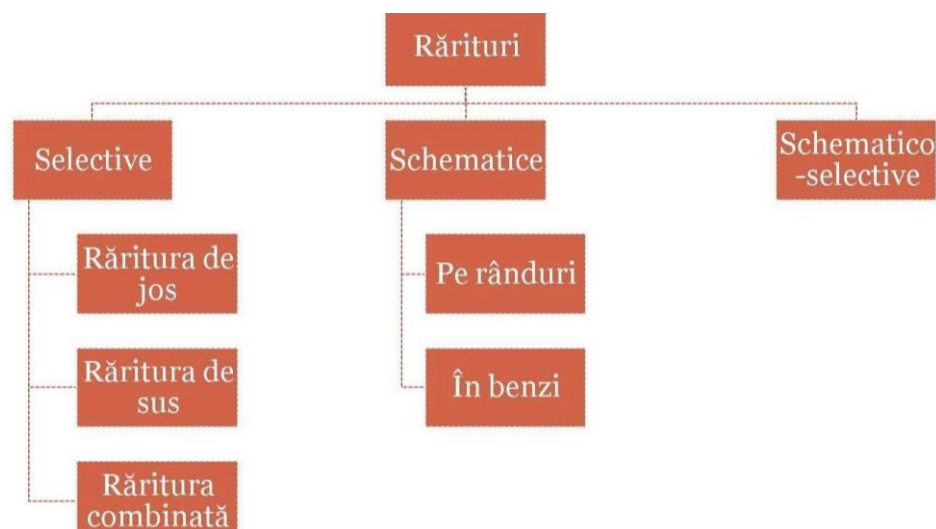 Rărituri
Selective
Schematice
Schematico
-selective
Răritura de
jos
Pe rânduri
Răritura de
sus
În benzi
Răritura
combinată